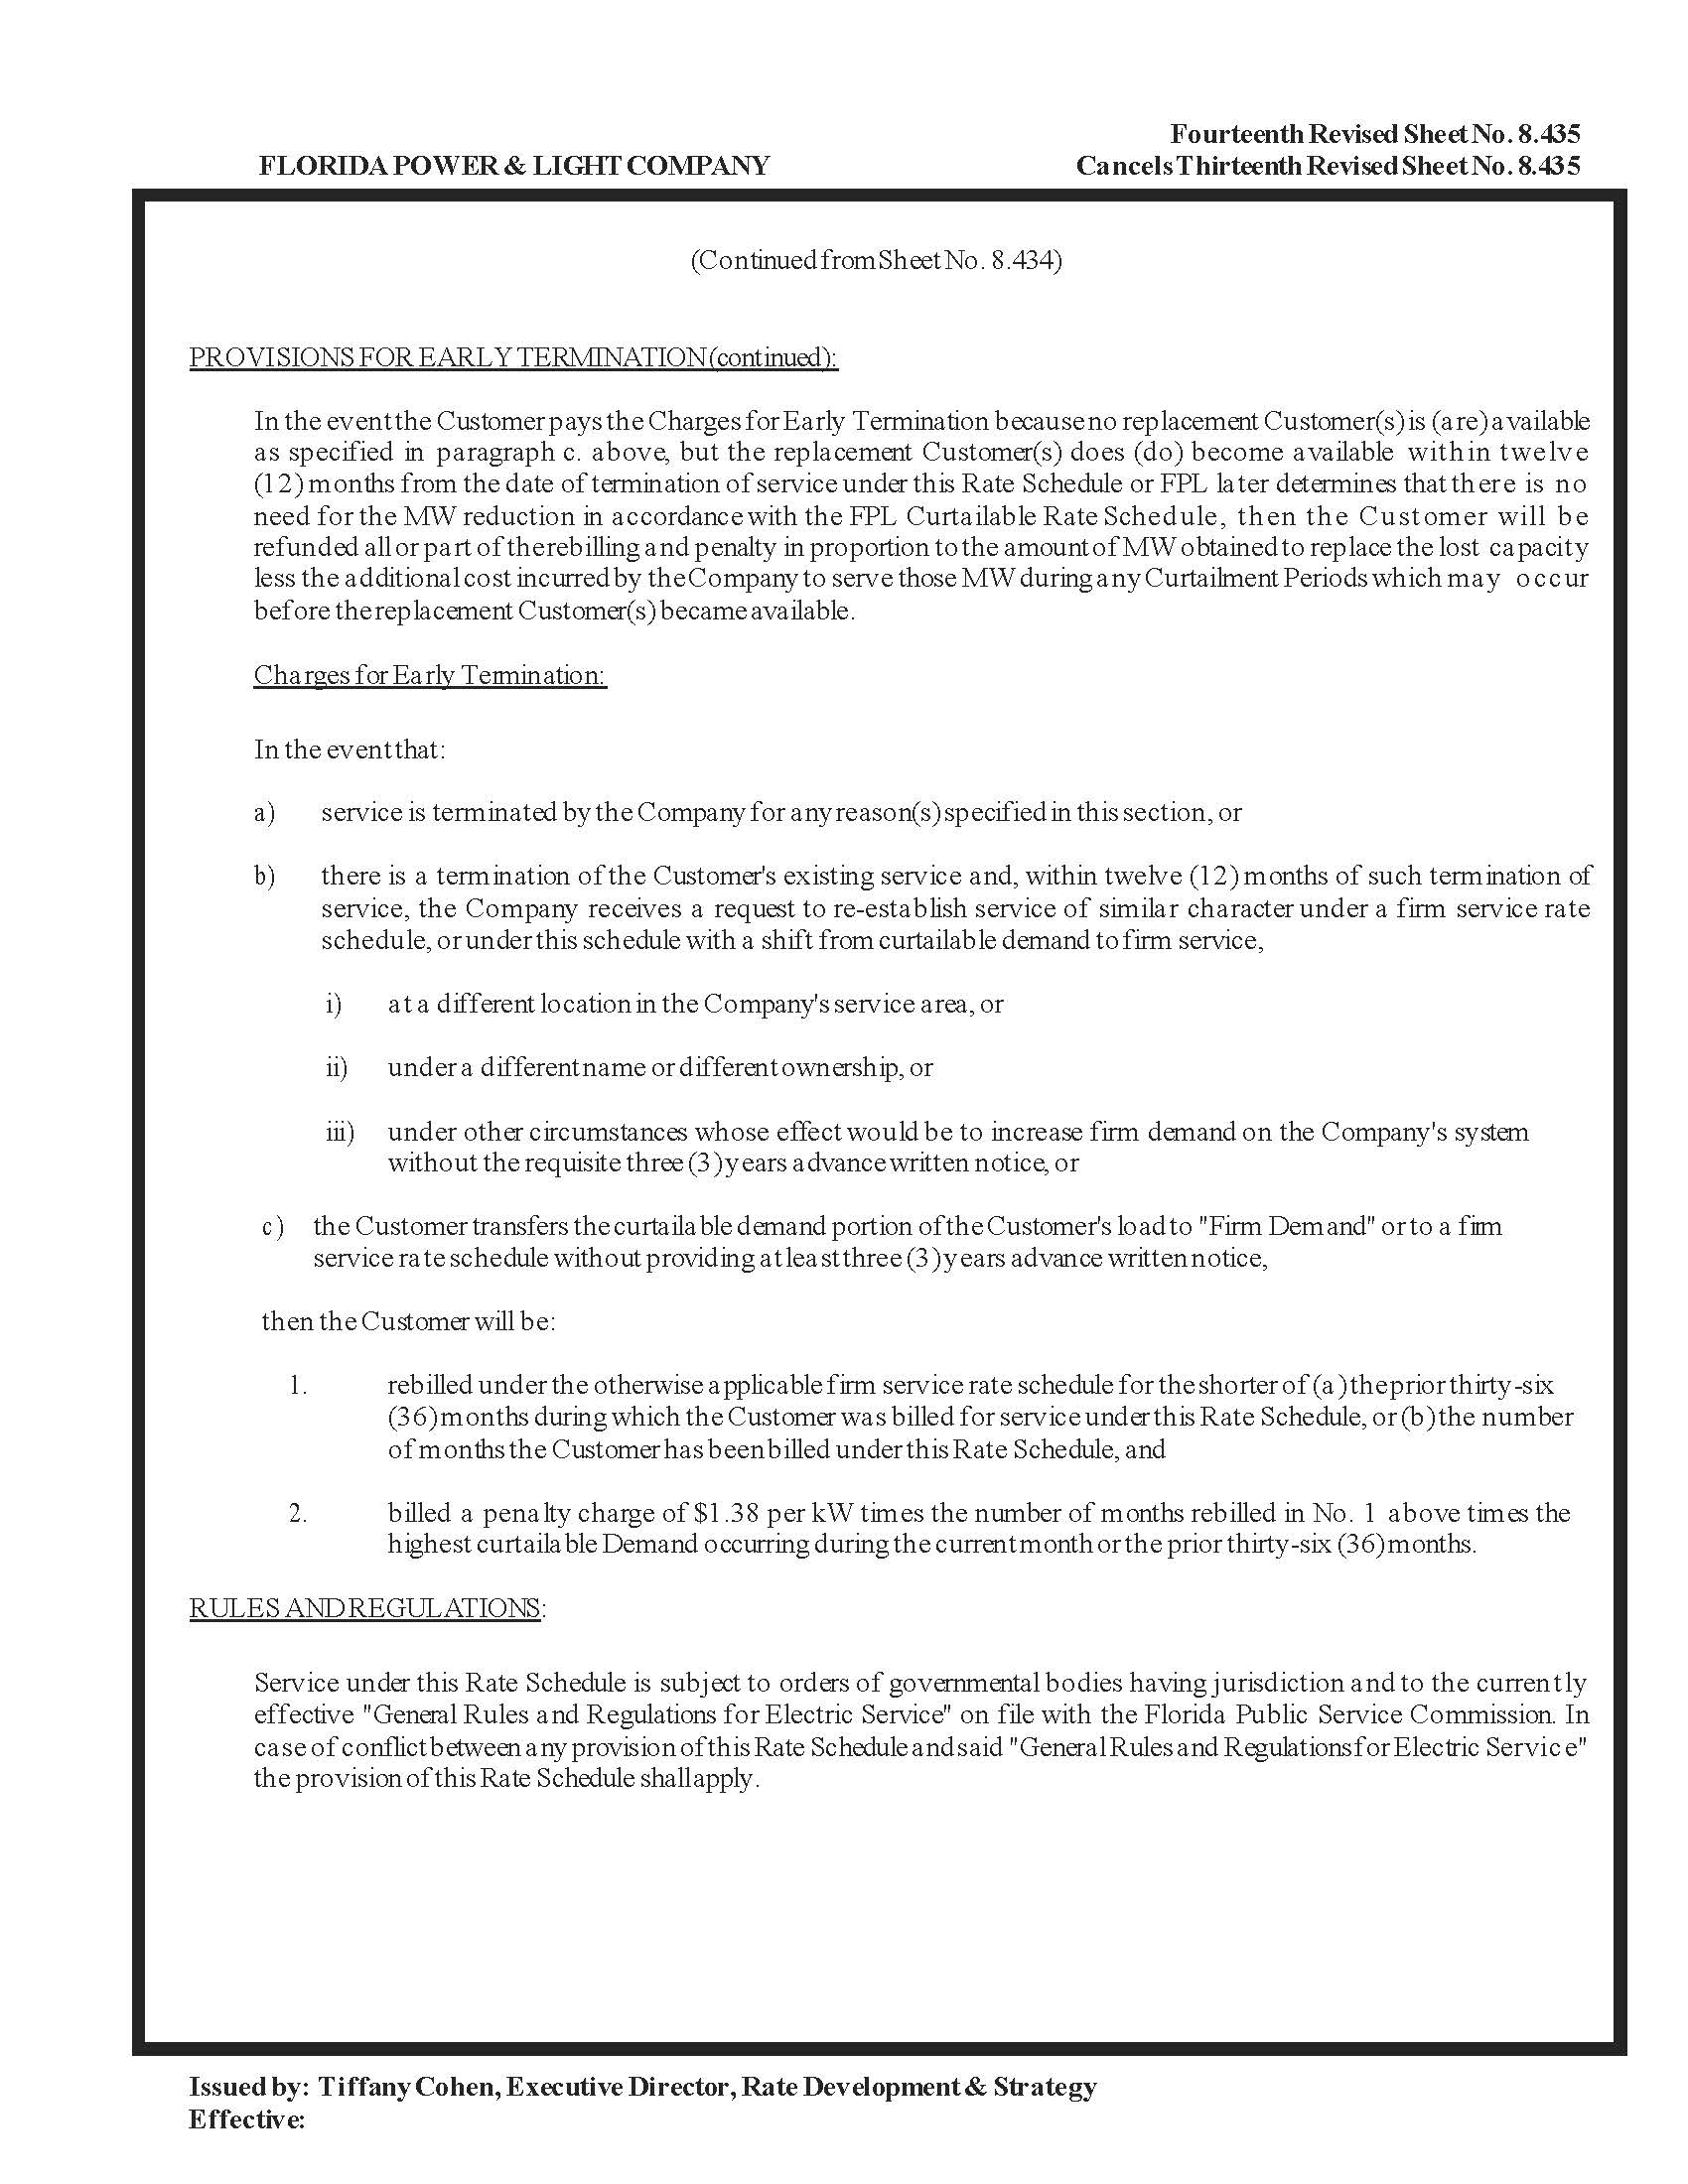 Fourteenth Revised Sheet No. 8.435
FLORIDA POWER & LIGHT COMPANY Cancels Thirteenth Revised Sheet No. 8.435
(Continued from Sheet No. 8.434)
PROVISIONS FOR EARLY TERMINATION (continued):
In the event the Customer pays the Charges for Early Termination because no replacement Customer(s) is (are) available
as specified in paragraph c. above, but the replacement Customer(s) does (do) become available within twelve
(12) months from the date of termination of service under this Rate Schedule or FPL later determines that there is no
need for the MW reduction in accordance with the FPL Curtailable Rate Schedule, then the Customer will be
refunded all or part of the rebilling and penalty in proportion to the amount of MW obtained to replace the lost capacity
less the additional cost incurred by the Company to serve those MW during any Curtailment Periods which may occur
before the replacement Customer(s) became available.
Charges for Early Termination:
In the event that:
a) service is terminated by the Company for any reason(s) specified in this section, or
b) there is a termination of the Customer's existing service and, within twelve (12) months of such termination of
service, the Company receives a request to re-establish service of similar character under a firm service rate
schedule, or under this schedule with a shift from curtailable demand to firm service,
i) at a different location in the Company's service area, or
ii) under a different name or different ownership, or
iii) under other circumstances whose effect would be to increase firm demand on the Company's system
without the requisite three (3) years advance written notice, or
c) the Customer transfers the curtailable demand portion of the Customer's load to "Firm Demand" or to a firm
service rate schedule without providing at least three (3) years advance written notice,
then the Customer will be:
1. rebilled under the otherwise applicable firm service rate schedule for the shorter of (a) the prior thirty-six
(36) months during which the Customer was billed for service under this Rate Schedule, or (b) the number
of months the Customer has been billed under this Rate Schedule, and
2. billed a penalty charge of $1.38 per kW times the number of months rebilled in No. 1 above times the
highest curtailable Demand occurring during the current month or the prior thirty-six (36) months.
RULES AND REGULATIONS:
Service under this Rate Schedule is subject to orders of governmental bodies having jurisdiction and to the currently
effective "General Rules and Regulations for Electric Service" on file with the Florida Public Service Commission. In
case of conflict between any provision of this Rate Schedule and said "General Rules and Regulations for Electric Service"
the provision of this Rate Schedule shall apply.
Issued by: Tiffany Cohen, Executive Director, Rate Development & Strategy
Effective: